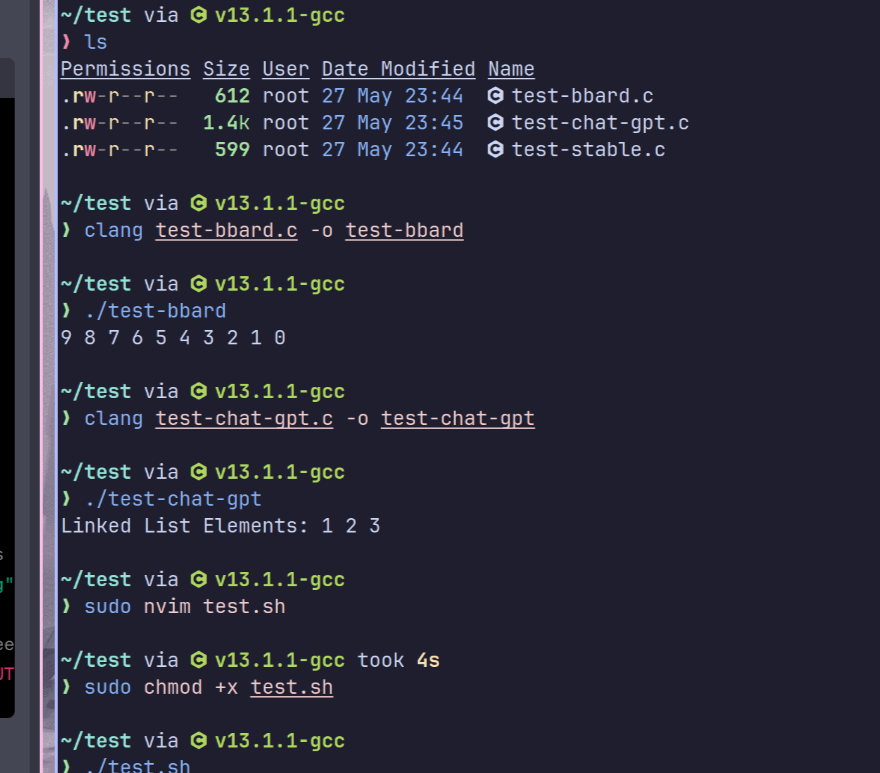 ~/test via C v13.1.1-gcc
❯ ls
Permissions Size User Date Modified Name
.rw-r--r-- 612 root 27 May 23:44 C test-bbard.c
.rw-r--r-- 1.4k root 27 May 23:45 C test-chat-gpt.c
.rw-r--r-- 599 root 27 May 23:44 C test-stable.c
~/test via C v13.1.1-gcc
❯ clang test-bbard.c -o test-bbard
~/test via C v13.1.1-gcc
❯ ./test-bbard
9 8 7 6 5 4 3 2 1 0
~/test via C v13.1.1-gcc
❯ clang test-chat-gpt.c -o test-chat-gpt
~/test via C v13.1.1-gcc
❯ ./test-chat-gpt
Linked List Elements: 1 2 3
~/test via C v13.1.1-gcc
❯ sudo nvim test.sh
~/test via C v13.1.1-gcc took 4s
❯ sudo chmod +x test.sh
~/test via C v13.1.1-gcc
❯ ./test.sh